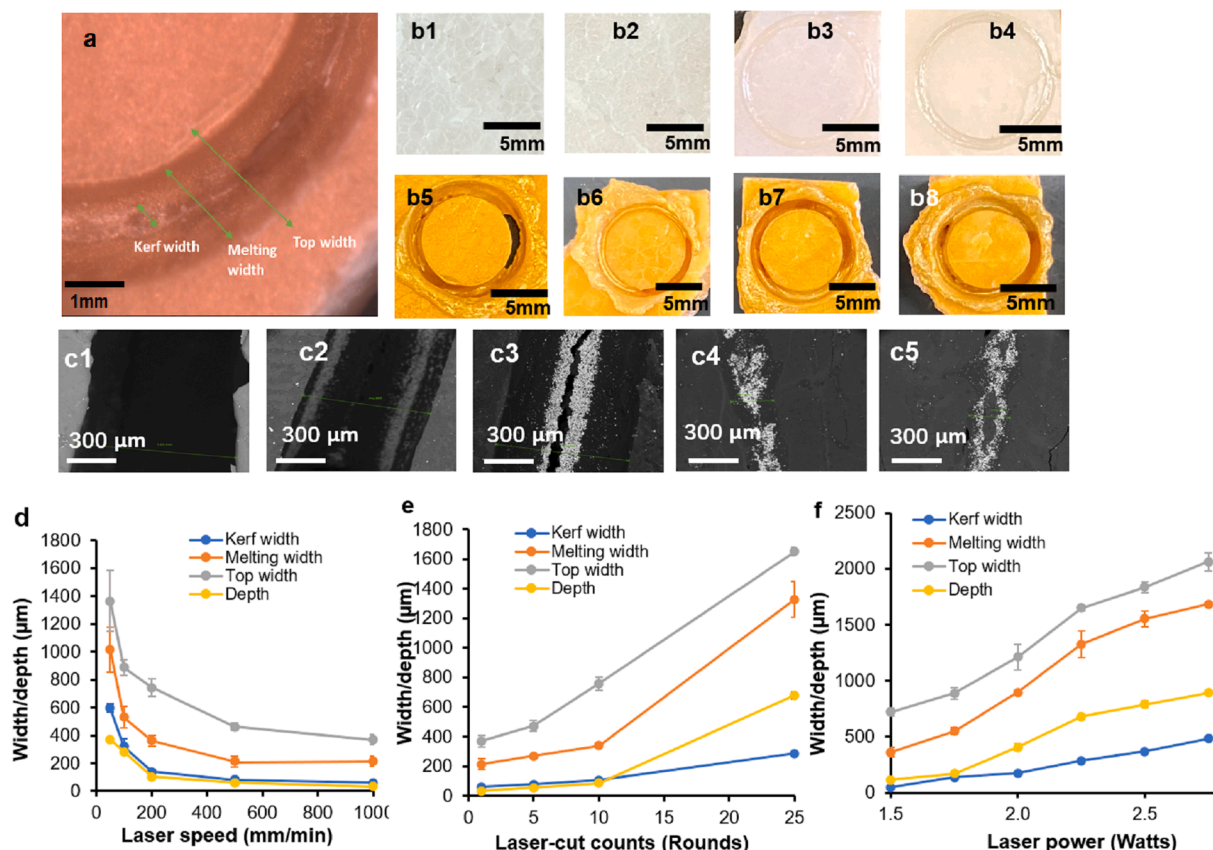 a
Kerf width
Melting
width
Top width
1mm
b1
5mm
b2
5mm
b3
5mm
b4
5mm
b5
5mm
b6
5mm
b7
5mm
b8
5mm
c1
300 µm
c2
300 µm
c3
300 µm
c4
300 µm
c5
300 µm
d
1800
1600
1400
1200
1000
800
600
400
200
0
Width/depth (µm)
Kerf width
Melting width
Top width
Depth
0
200
400
600
800
1000
Laser speed (mm/min)
e
1800
1600
1400
1200
1000
800
600
400
200
0
Width/depth (µm)
Kerf width
Melting width
Top width
Depth
0
5
10
15
20
25
Laser-cut counts (Rounds)
f
2500
2000
1500
1000
500
0
Width/depth (µm)
Kerf width
Melting width
Top width
Depth
1.5
2.0
2.5
Laser power (Watts)